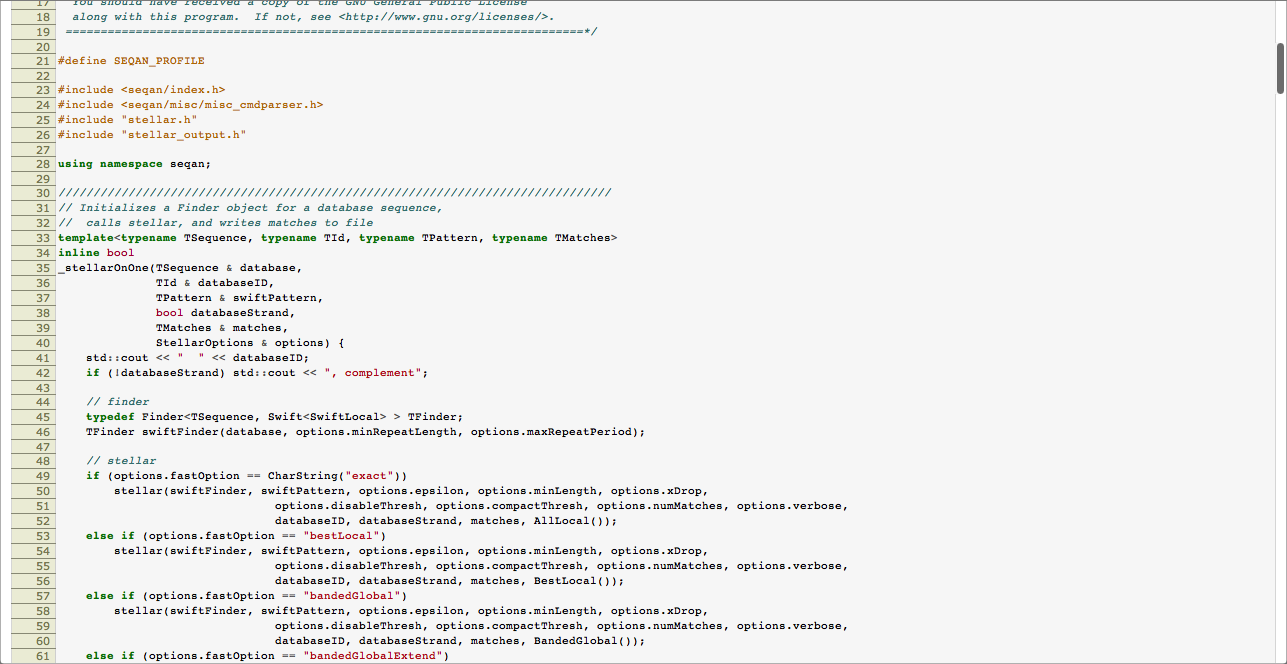 17   You should have received a copy of the GNU General Public License
18   along with this program.  If not, see <http://www.gnu.org/licenses/>.
19  ==========================================================================*/
20
21 #define SEQAN_PROFILE
22
23 #include <seqan/index.h>
24 #include <seqan/misc/misc_cmdparser.h>
25 #include "stellar.h"
26 #include "stellar_output.h"
27
28 using namespace seqan;
29
30 ///////////////////////////////////////////////////////////////////////////////
31 // Initializes a Finder object for a database sequence,
32 //  calls stellar, and writes matches to file
33 template<typename TSequence, typename TId, typename TPattern, typename TMatches>
34 inline bool
35 _stellarOnOne(TSequence & database,
36               TId & databaseID,
37               TPattern & swiftPattern,
38               bool databaseStrand,
39               TMatches & matches,
40               StellarOptions & options) {
41     std::cout << "  " << databaseID;
42     if (!databaseStrand) std::cout << ", complement";
43
44     // finder
45     typedef Finder<TSequence, Swift<SwiftLocal> > TFinder;
46     TFinder swiftFinder(database, options.minRepeatLength, options.maxRepeatPeriod);
47
48     // stellar
49     if (options.fastOption == CharString("exact"))
50         stellar(swiftFinder, swiftPattern, options.epsilon, options.minLength, options.xDrop,
51                                options.disableThresh, options.compactThresh, options.numMatches, options.verbose,
52                                databaseID, databaseStrand, matches, AllLocal());
53     else if (options.fastOption == "bestLocal")
54         stellar(swiftFinder, swiftPattern, options.epsilon, options.minLength, options.xDrop,
55                                options.disableThresh, options.compactThresh, options.numMatches, options.verbose,
56                                databaseID, databaseStrand, matches, BestLocal());
57     else if (options.fastOption == "bandedGlobal")
58         stellar(swiftFinder, swiftPattern, options.epsilon, options.minLength, options.xDrop,
59                                options.disableThresh, options.compactThresh, options.numMatches, options.verbose,
60                                databaseID, databaseStrand, matches, BandedGlobal());
61     else if (options.fastOption == "bandedGlobalExtend")